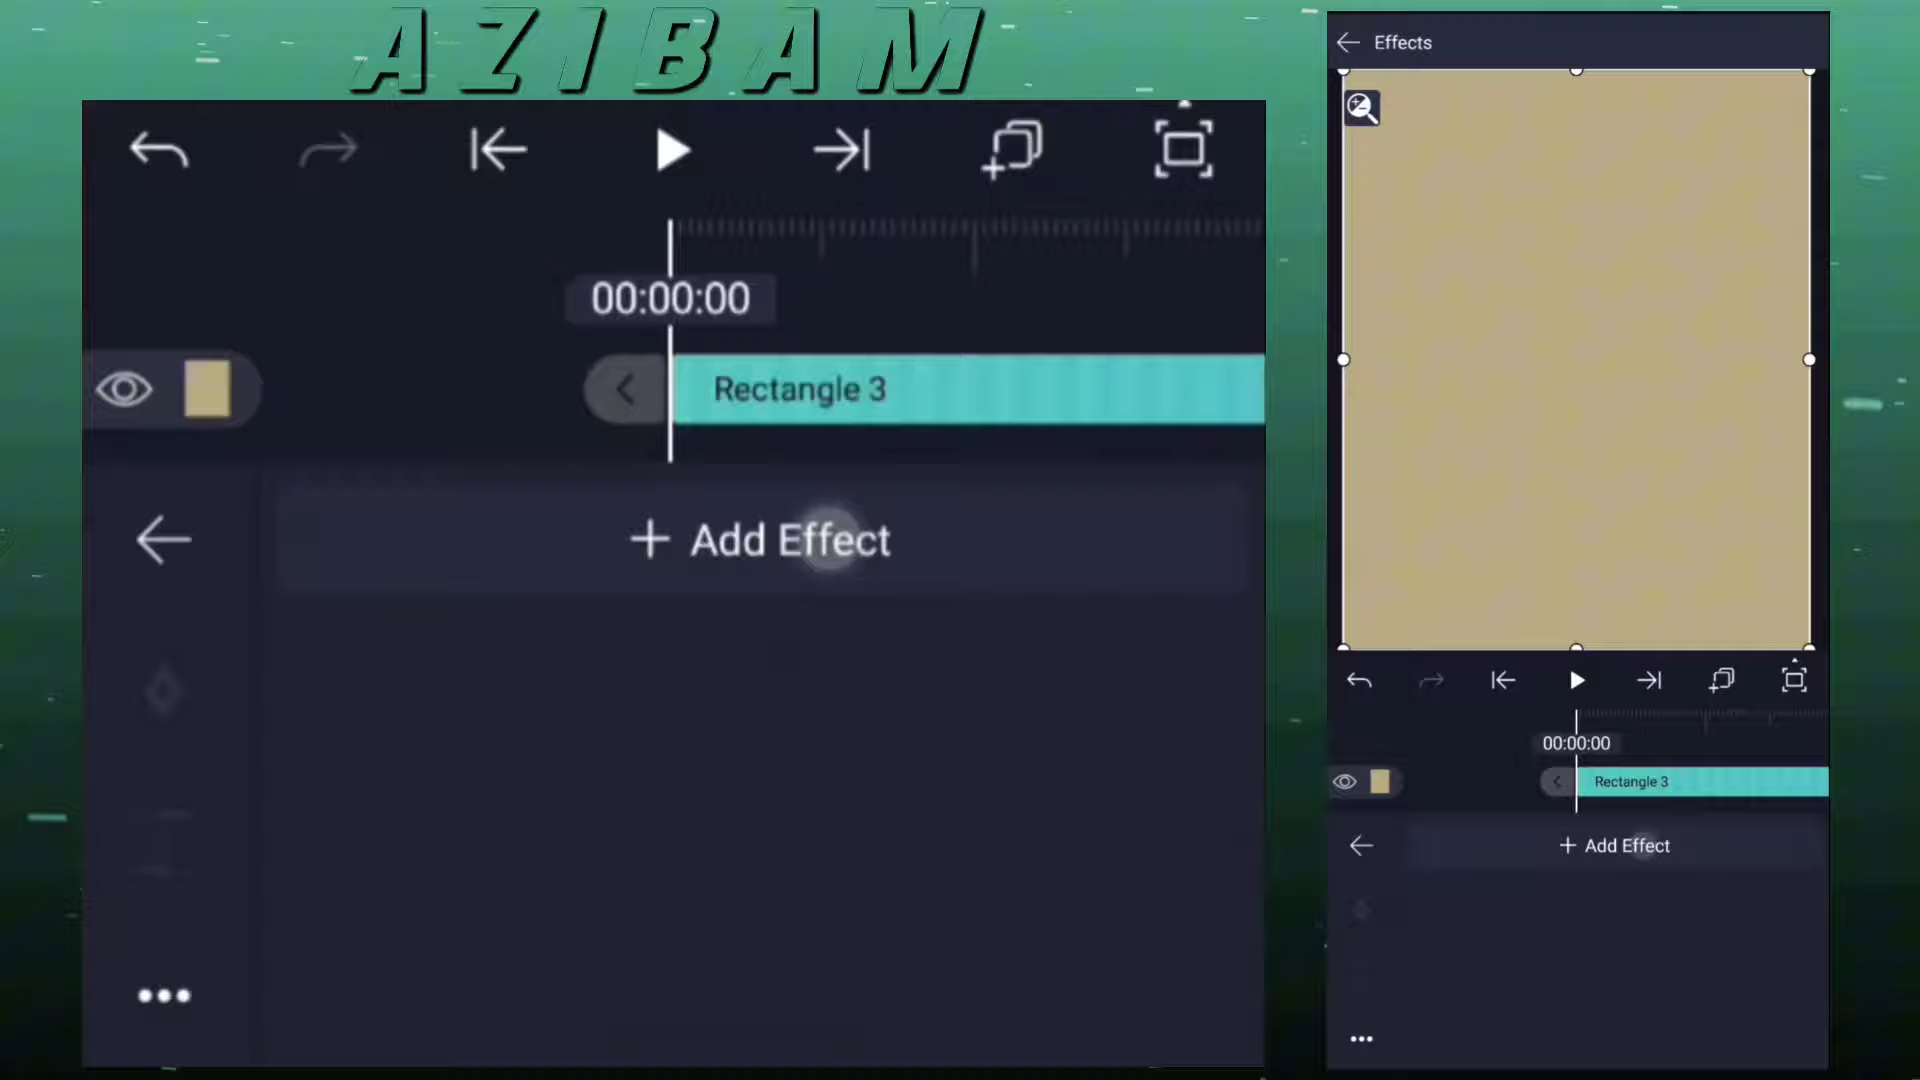 AZIBAM
00:00:00
Rectangle 3
+ Add Effect
Effects
00:00:00
Rectangle 3
+ Add Effect